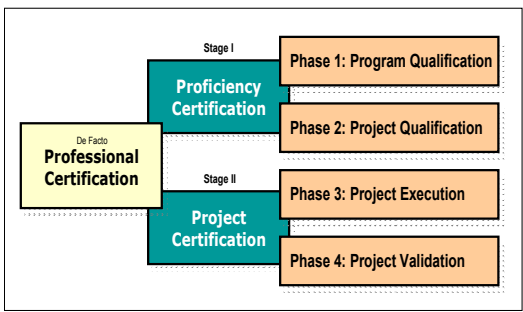 Stage I
Proficiency
Certification
Phase 1: Program Qualification
Phase 2: Project Qualification
De Facto
Professional
Certification
Stage II
Project
Certification
Phase 3: Project Execution
Phase 4: Project Validation